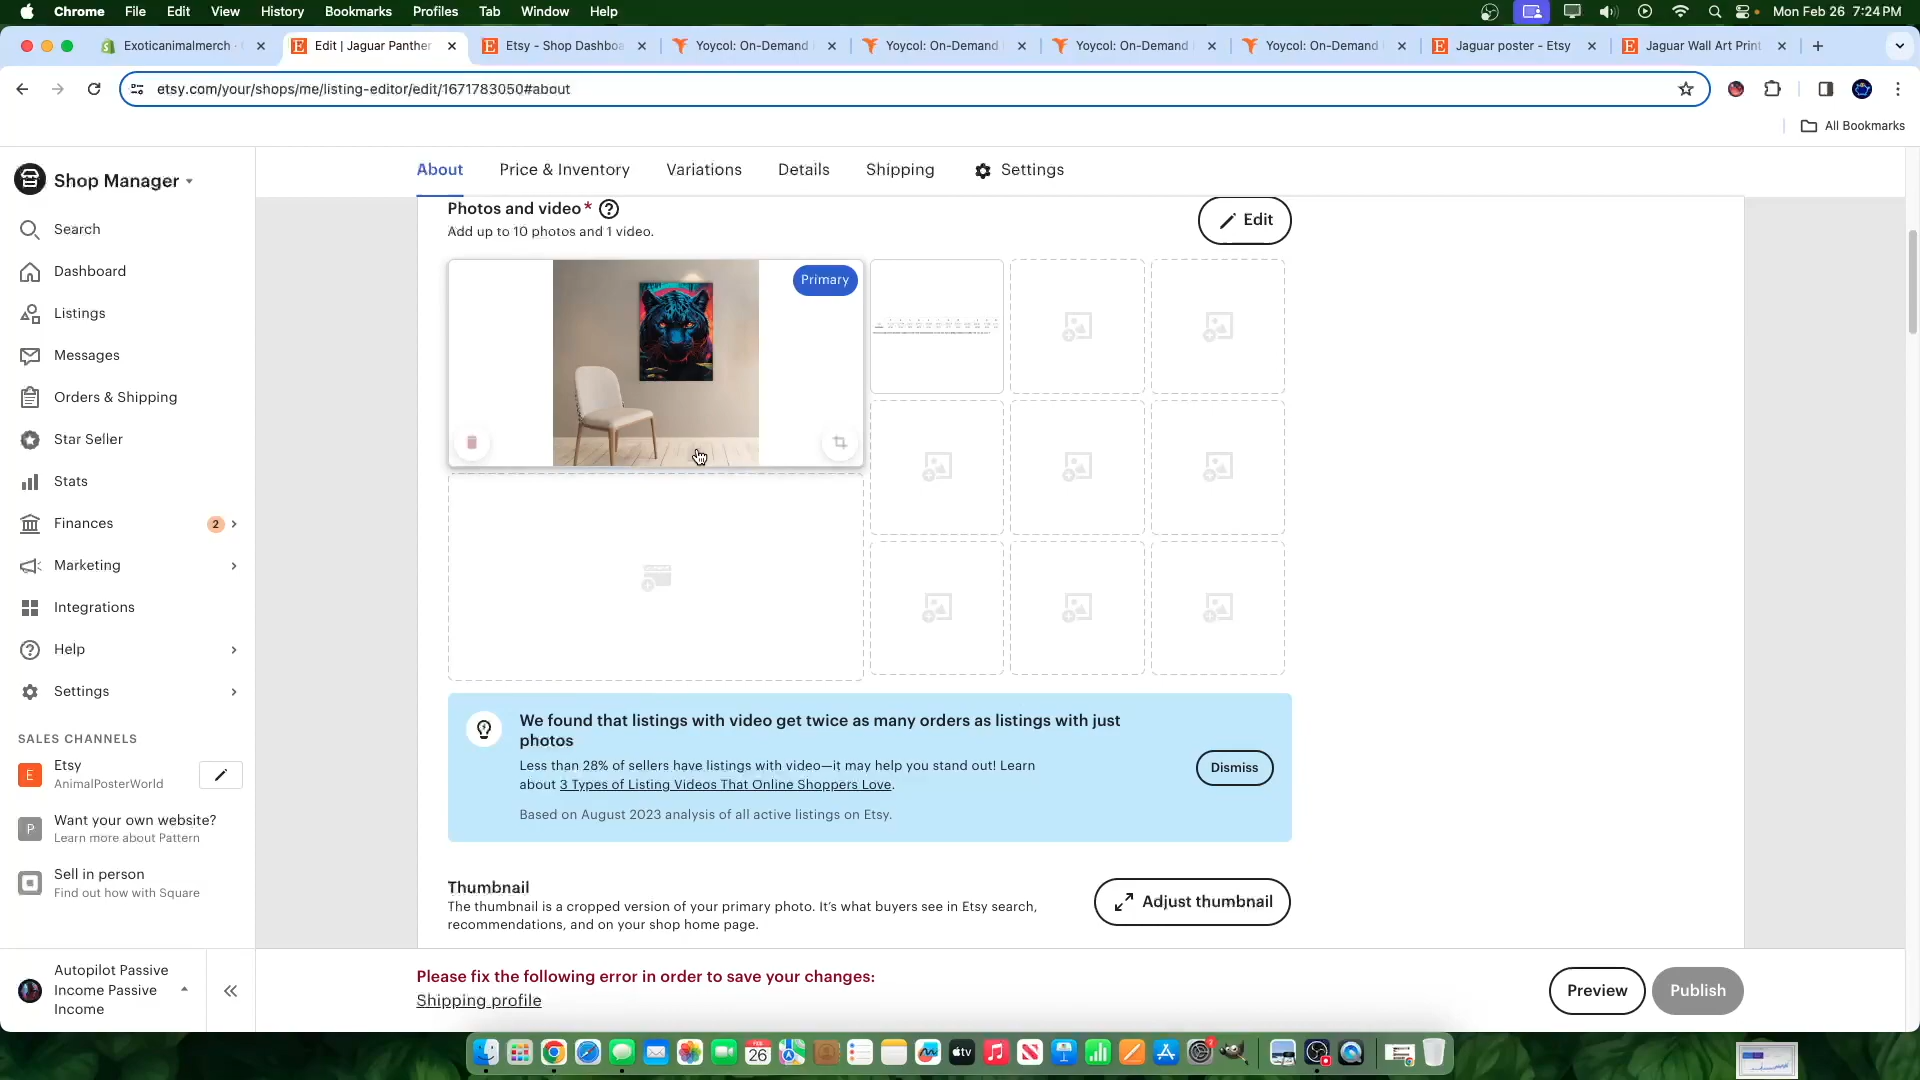 Chrome File Edit View History Bookmarks Profiles Tab Window Help Mon Feb 26 7:24 PM
Exoticanimalmerch · Edit | Jaguar Panther Etsy - Shop Dashboa Yoycol: On-Demand Yoycol: On-Demand Yoycol: On-Demand Yoycol: On-Demand Jaguar poster - Etsy Jaguar Wall Art Print
etsy.com/your/shops/me/listing-editor/edit/1671783050#about
All Bookmarks
Shop Manager
Search
Dashboard
Listings
Messages
Orders & Shipping
Star Seller
Stats
Finances 2
Marketing
Integrations
Help
Settings
SALES CHANNELS
E Etsy
AnimalPosterWorld
P Want your own website?
Learn more about Pattern
Sell in person
Find out how with Square
Autopilot Passive
Income Passive
Income
About Price & Inventory Variations Details Shipping Settings
Photos and video *
Add up to 10 photos and 1 video.
Edit
Primary
We found that listings with video get twice as many orders as listings with just
photos
Less than 28% of sellers have listings with video—it may help you stand out! Learn
about 3 Types of Listing Videos That Online Shoppers Love.
Based on August 2023 analysis of all active listings on Etsy.
Dismiss
Thumbnail
The thumbnail is a cropped version of your primary photo. It's what buyers see in Etsy search,
recommendations, and on your shop home page.
Adjust thumbnail
Please fix the following error in order to save your changes:
Shipping profile
Preview
Publish
FEB
26
tv
2